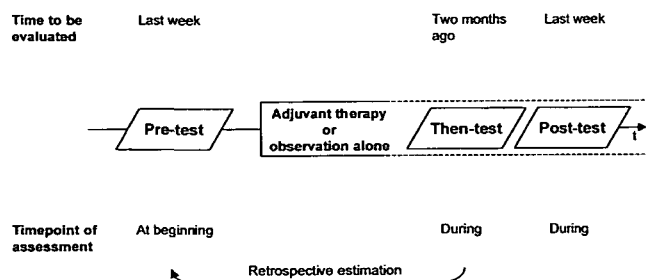 Time to be Last week Two months Last week
evaluated ago
Adjuvant therapy
Pre-test or Then-test Post-test
observation alone t
Timepoint of At beginning During During
assessment
Retrospective estimation